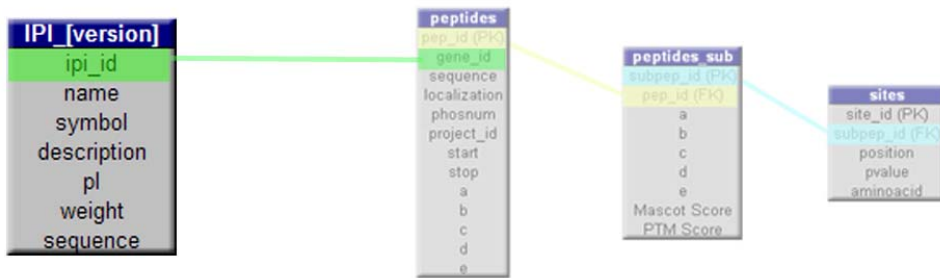 IPI_[version]
ipi_id
name
symbol
description
pI
weight
sequence
peptides
pep_id (PK)
gene_id
sequence
localization
phosnum
project_id
start
stop
a
b
c
d
e
peptides_sub
subpep_id (PK)
pep_id (FK)
a
b
c
d
e
Mascot Score
PTM Score
sites
site_id (PK)
subpep_id (FK)
position
pvalue
aminoacid